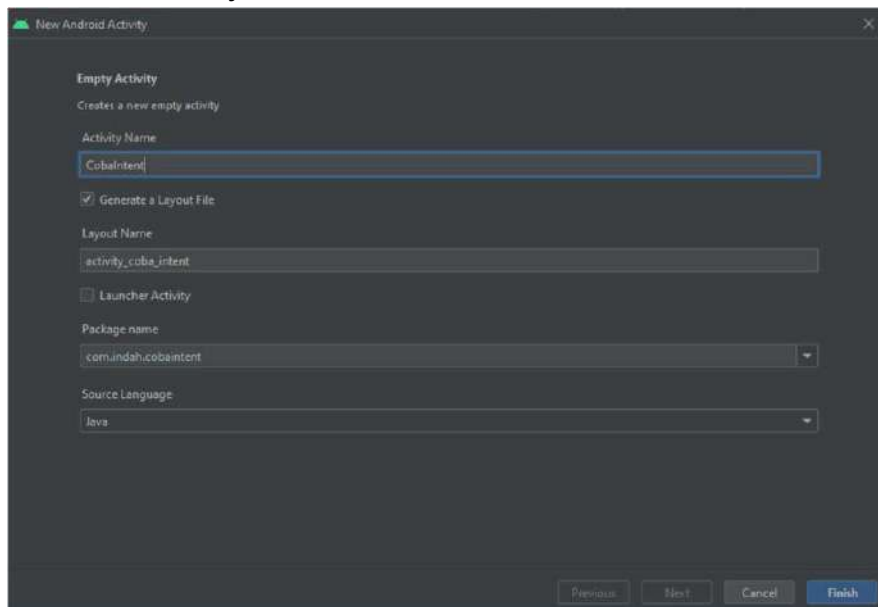 New Android Activity
Empty Activity
Creates a new empty activity
Activity Name
CobaIntent
Generate a Layout File
Layout Name
activity_coba_intent
Launcher Activity
Package name
com.indah.cobaintent
Source Language
Java
Previous Next Cancel Finish